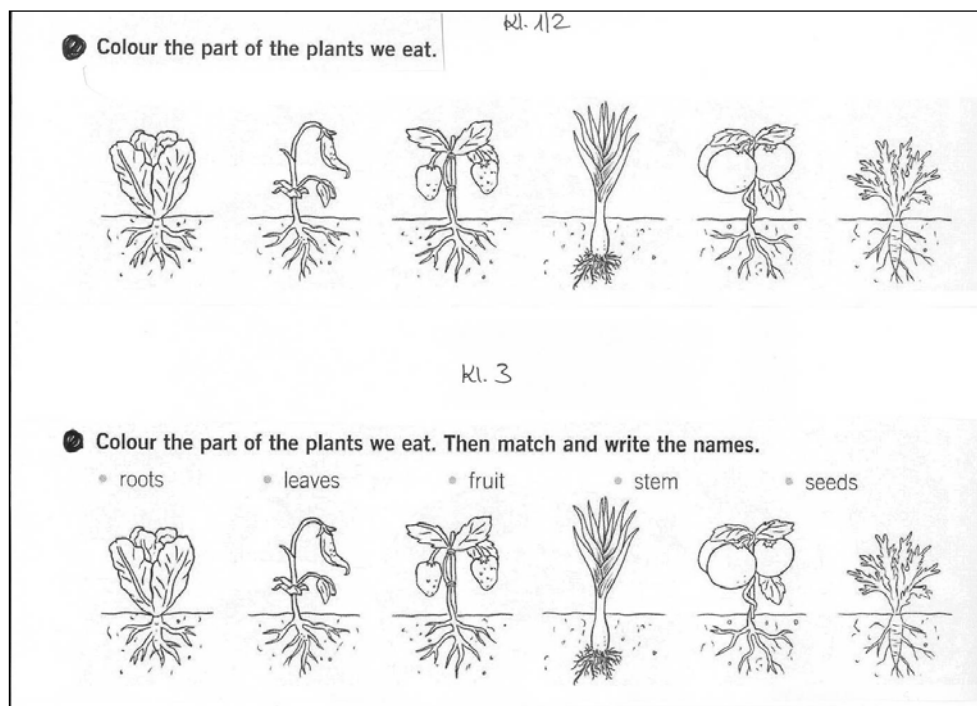 Kl. 1/2
Colour the part of the plants we eat.
Kl. 3
Colour the part of the plants we eat. Then match and write the names.
roots leaves fruit stem seeds